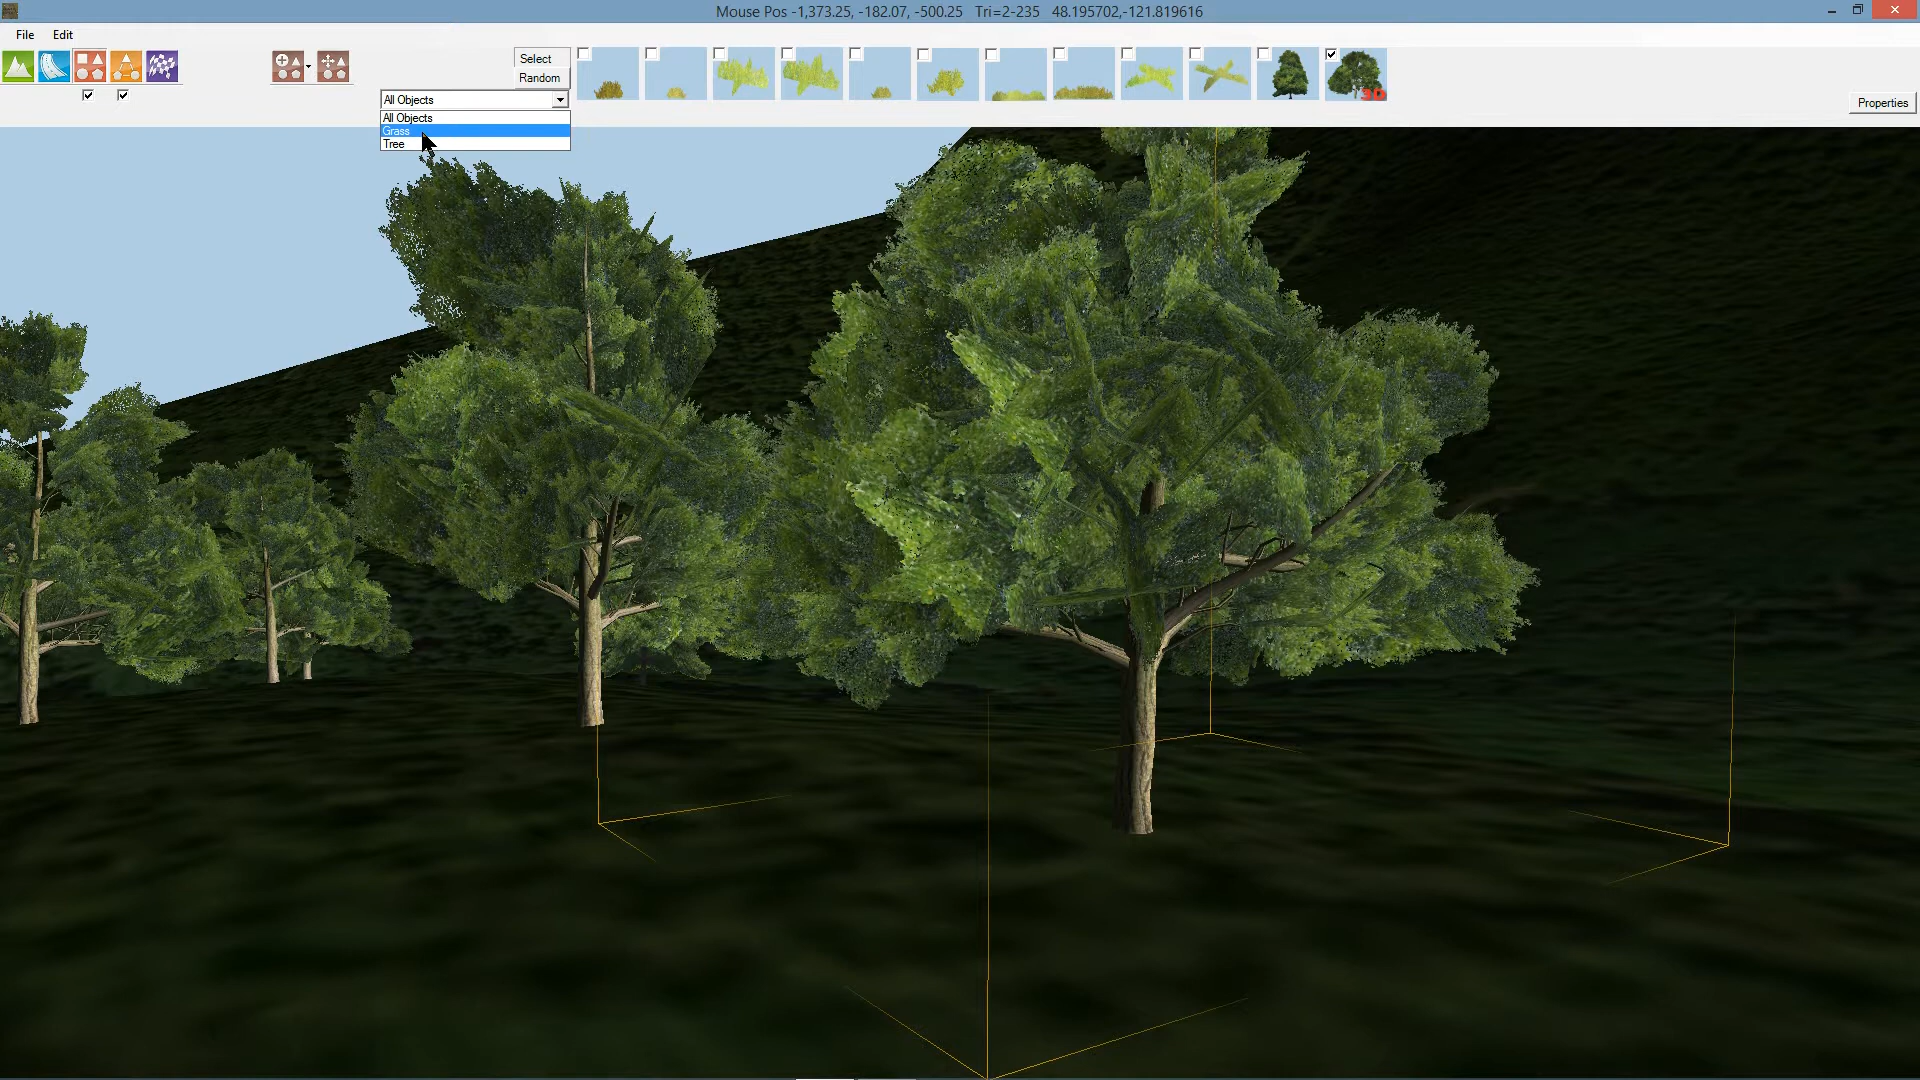 Mouse Pos -1,373.25, -182.07, -500.25 Tri=2-235 48.195702,-121.819616
File Edit
Select
Random
All Objects
All Objects
Grass
Tree
3D
Properties